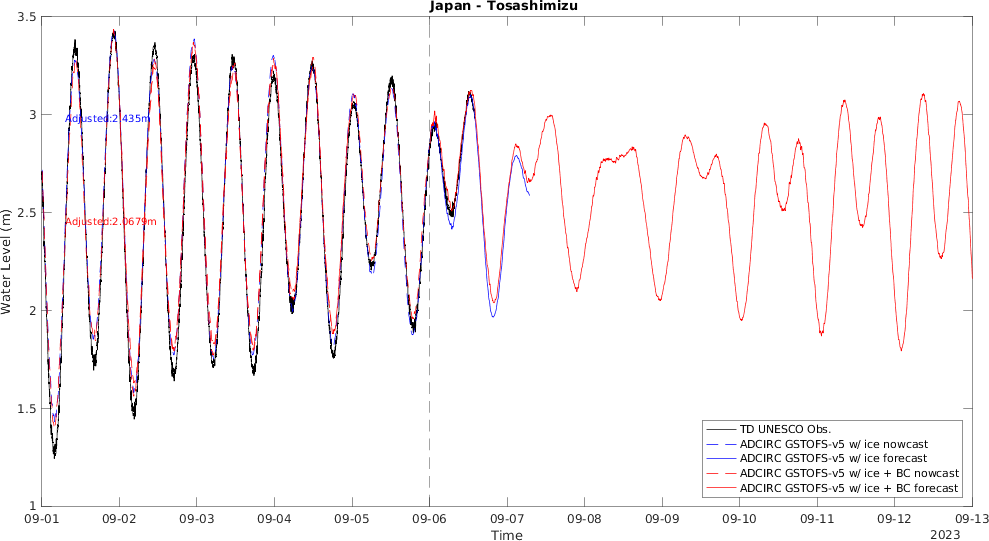 Japan - Tosashimizu
Water Level (m)
3.5
3
2.5
2
1.5
1
Adjusted:2.435m
Adjusted:2.0679m
TD UNESCO Obs.
ADCIRC GSTOFS-v5 w/ ice nowcast
ADCIRC GSTOFS-v5 w/ ice forecast
ADCIRC GSTOFS-v5 w/ ice + BC nowcast
ADCIRC GSTOFS-v5 w/ ice + BC forecast
09-01 09-02 09-03 09-04 09-05 09-06 09-07 09-08 09-09 09-10 09-11 09-12 09-13
Time
2023